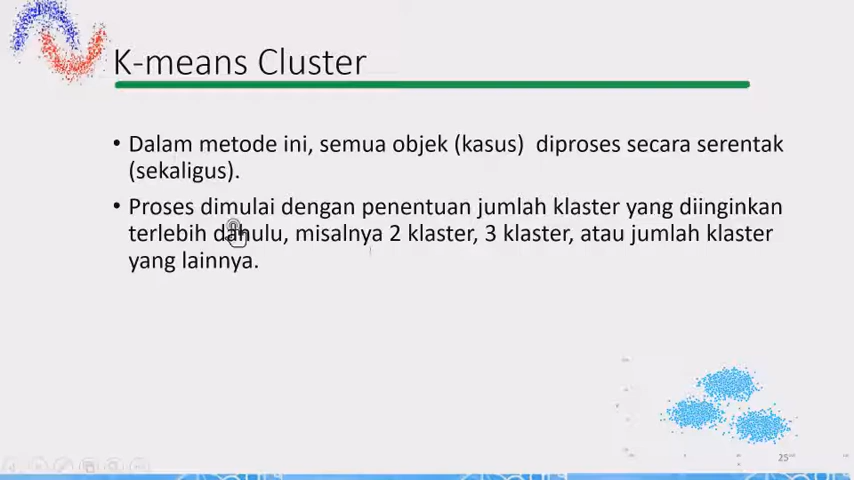 K-means Cluster
• Dalam metode ini, semua objek (kasus) diproses secara serentak
(sekaligus).
• Proses dimulai dengan penentuan jumlah klaster yang diinginkan
terlebih dahulu, misalnya 2 klaster, 3 klaster, atau jumlah klaster
yang lainnya.
25